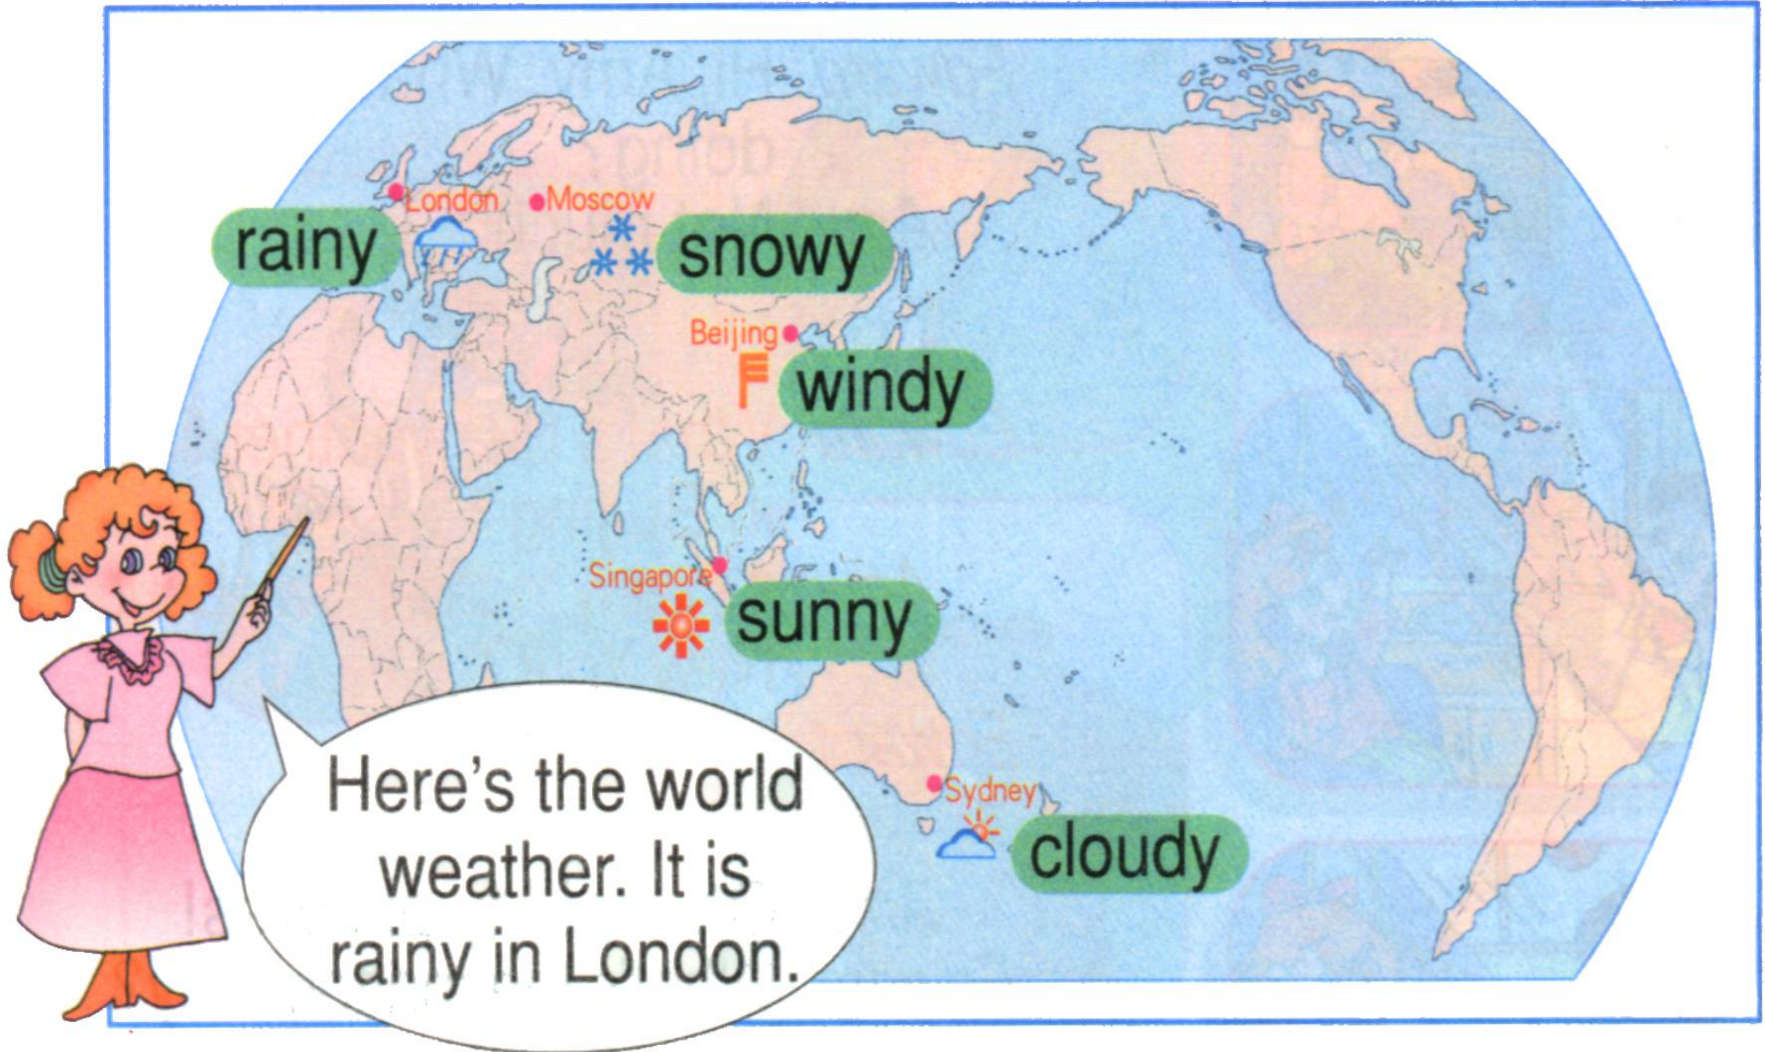 London
Moscow
rainy
snowy
Beijing
windy
Singapore
sunny
Sydney
cloudy
Here's the world
weather. It is
rainy in London.